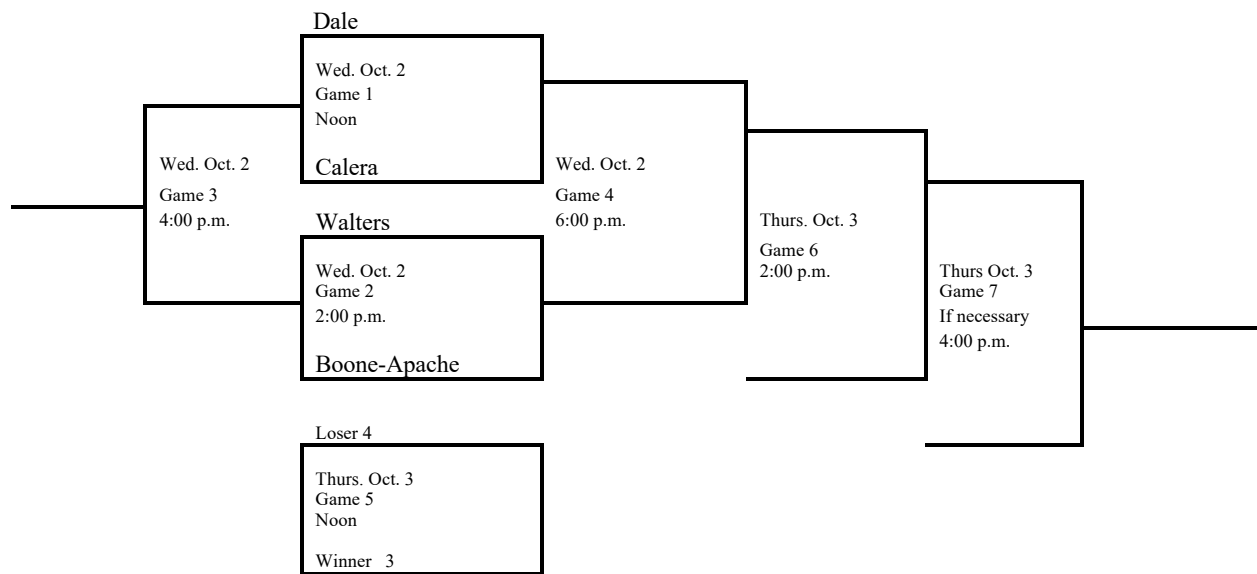 Dale
Wed. Oct. 2
Game 1
Noon
Calera
Wed. Oct. 2
Game 3
4:00 p.m.
Wed. Oct. 2
Game 4
6:00 p.m.
Walters
Wed. Oct. 2
Game 2
2:00 p.m.
Boone-Apache
Thurs. Oct. 3
Game 6
2:00 p.m.
Thurs Oct. 3
Game 7
If necessary
4:00 p.m.
Loser 4
Thurs. Oct. 3
Game 5
Noon
Winner 3